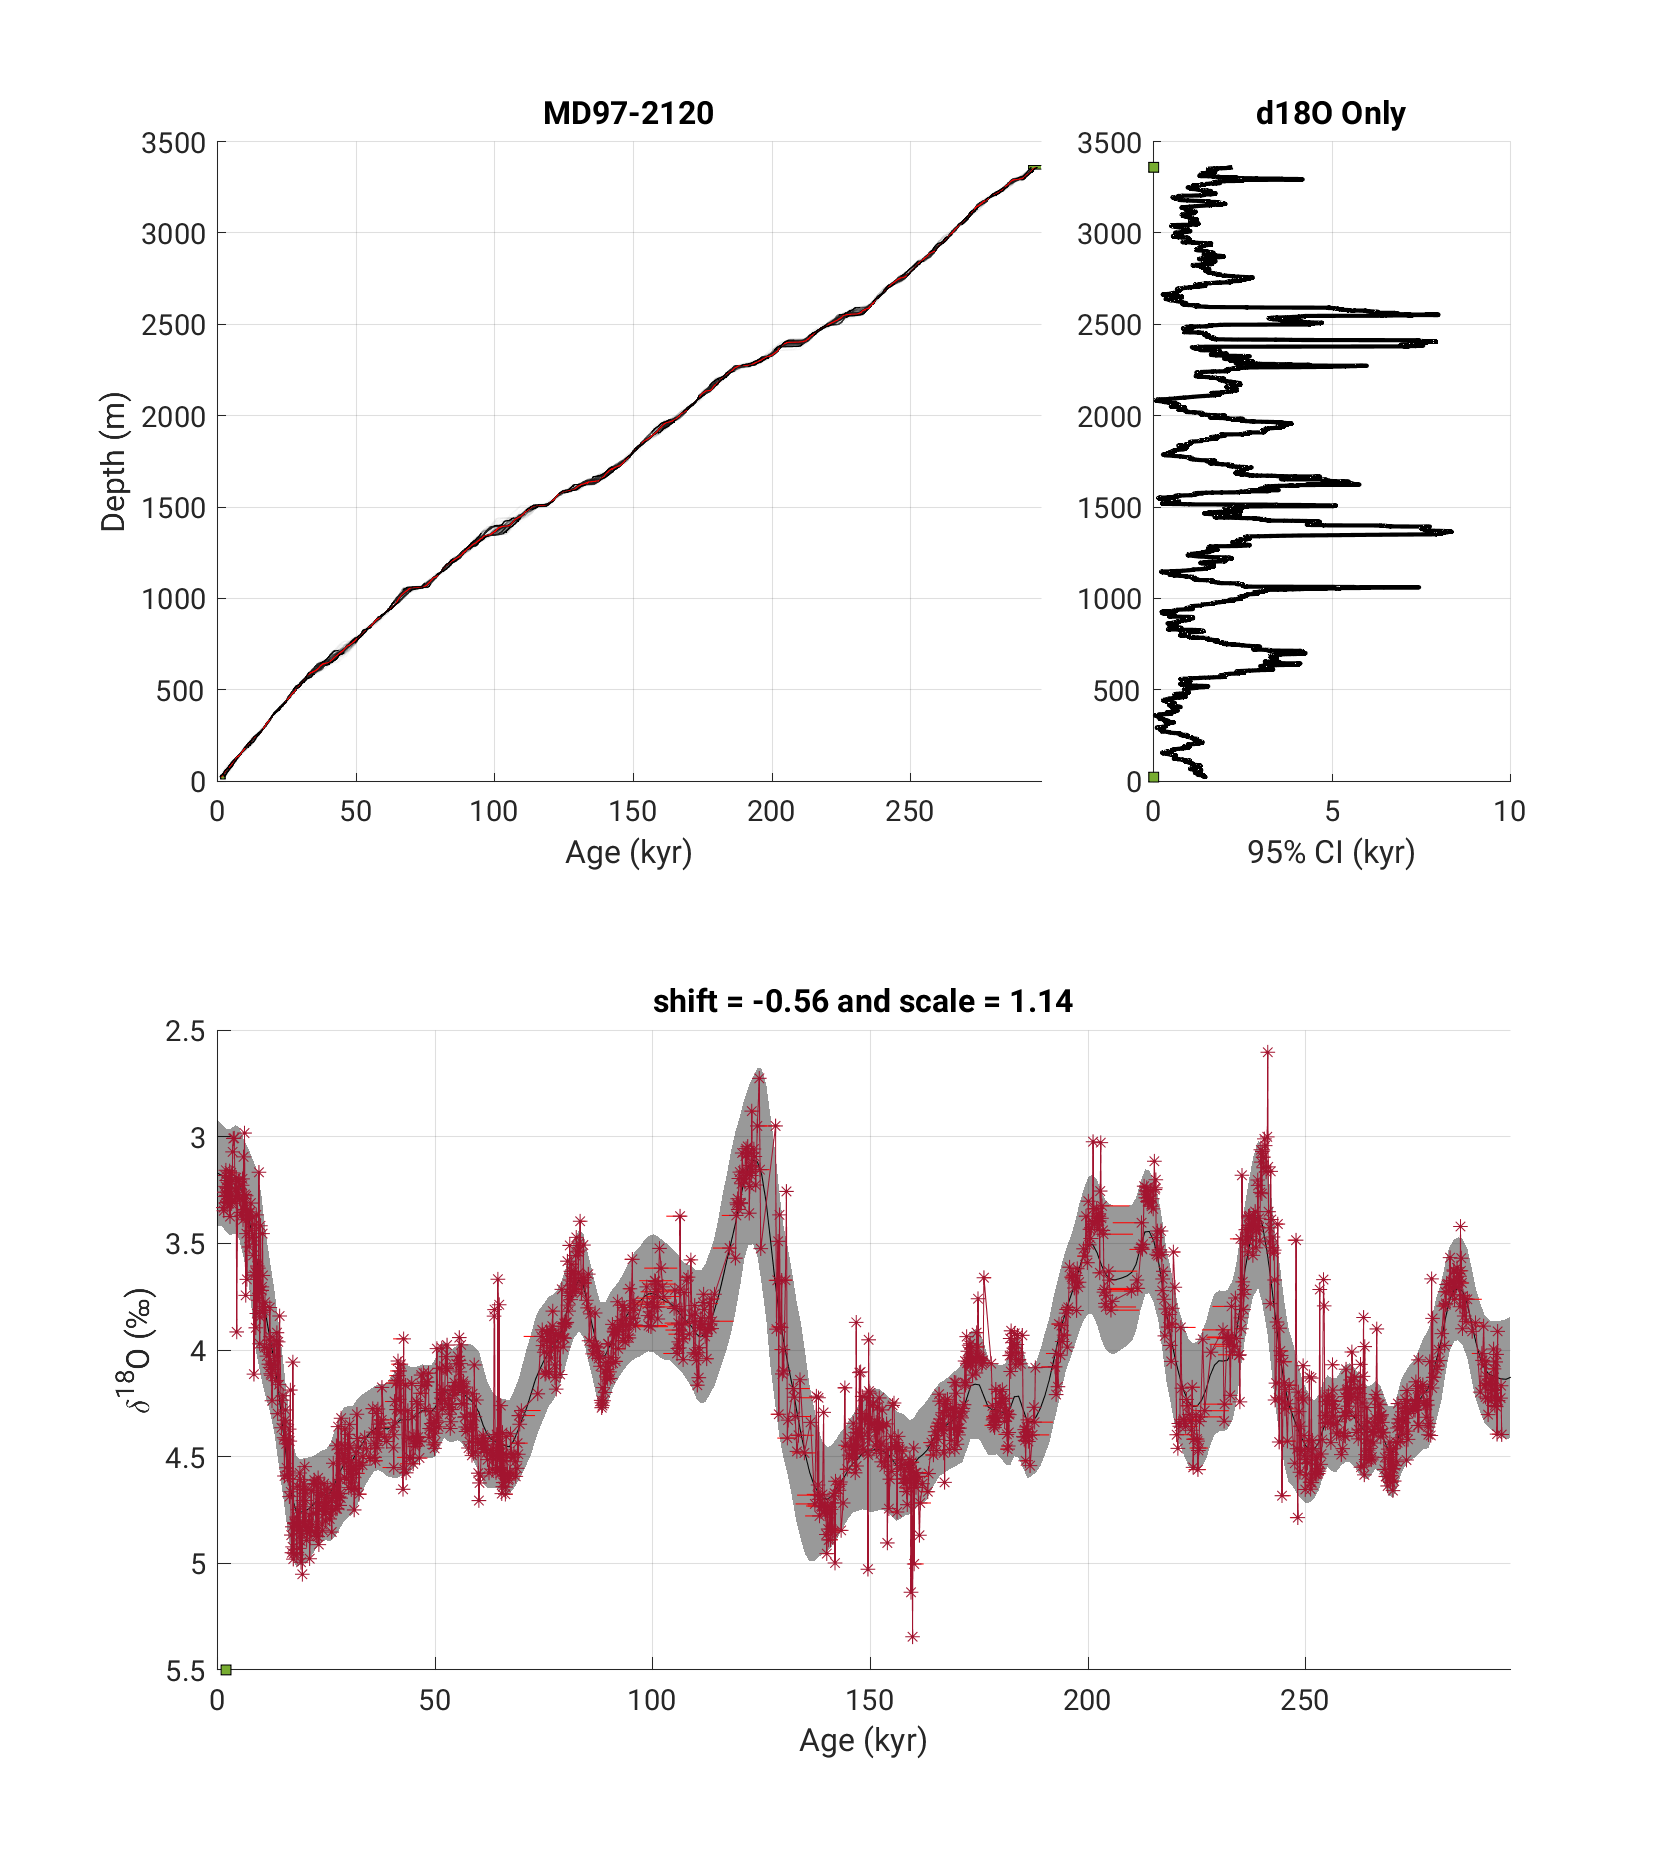 MD97-2120
3500
3000
2500
2000
1500
1000
500
0
Depth (m)
0 50 100 150 200 250
Age (kyr)
d18O Only
3500
3000
2500
2000
1500
1000
500
0
0 5 10
95% CI (kyr)
shift = -0.56 and scale = 1.14
2.5
3
3.5
4
4.5
5
5.5
δ¹⁸O (‰)
0 50 100 150 200 250
Age (kyr)